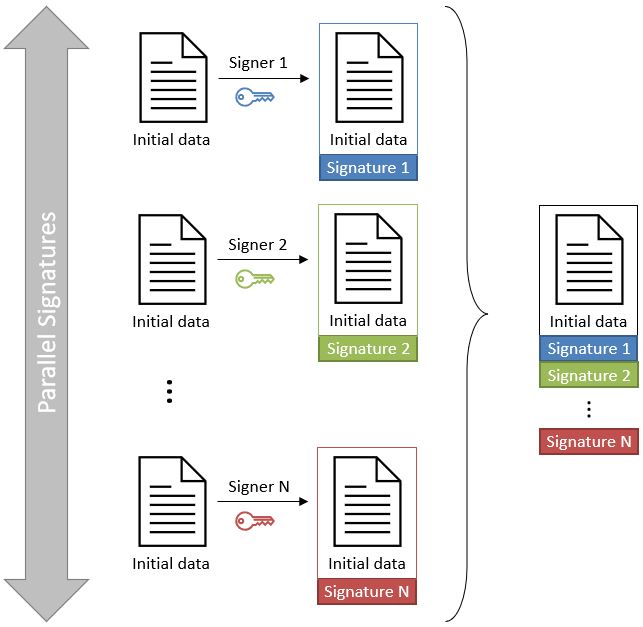 Parallel Signatures
Signer 1
Initial data
Initial data
Signature 1
Signer 2
Initial data
Initial data
Signature 2
Signer N
Initial data
Initial data
Signature N
Initial data
Signature 1
Signature 2
Signature N